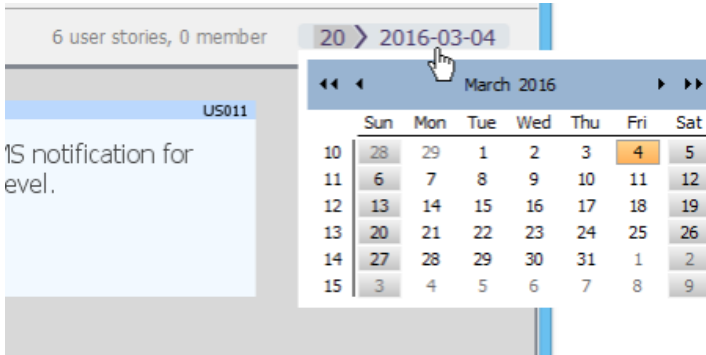 6 user stories, 0 member
20 ❯ 2016-03-04
March 2016
US011
Sun Mon Tue Wed Thu Fri Sat
MS notification for
evel.
10 28 29 1 2 3 4 5
11 6 7 8 9 10 11 12
12 13 14 15 16 17 18 19
13 20 21 22 23 24 25 26
14 27 28 29 30 31 1 2
15 3 4 5 6 7 8 9